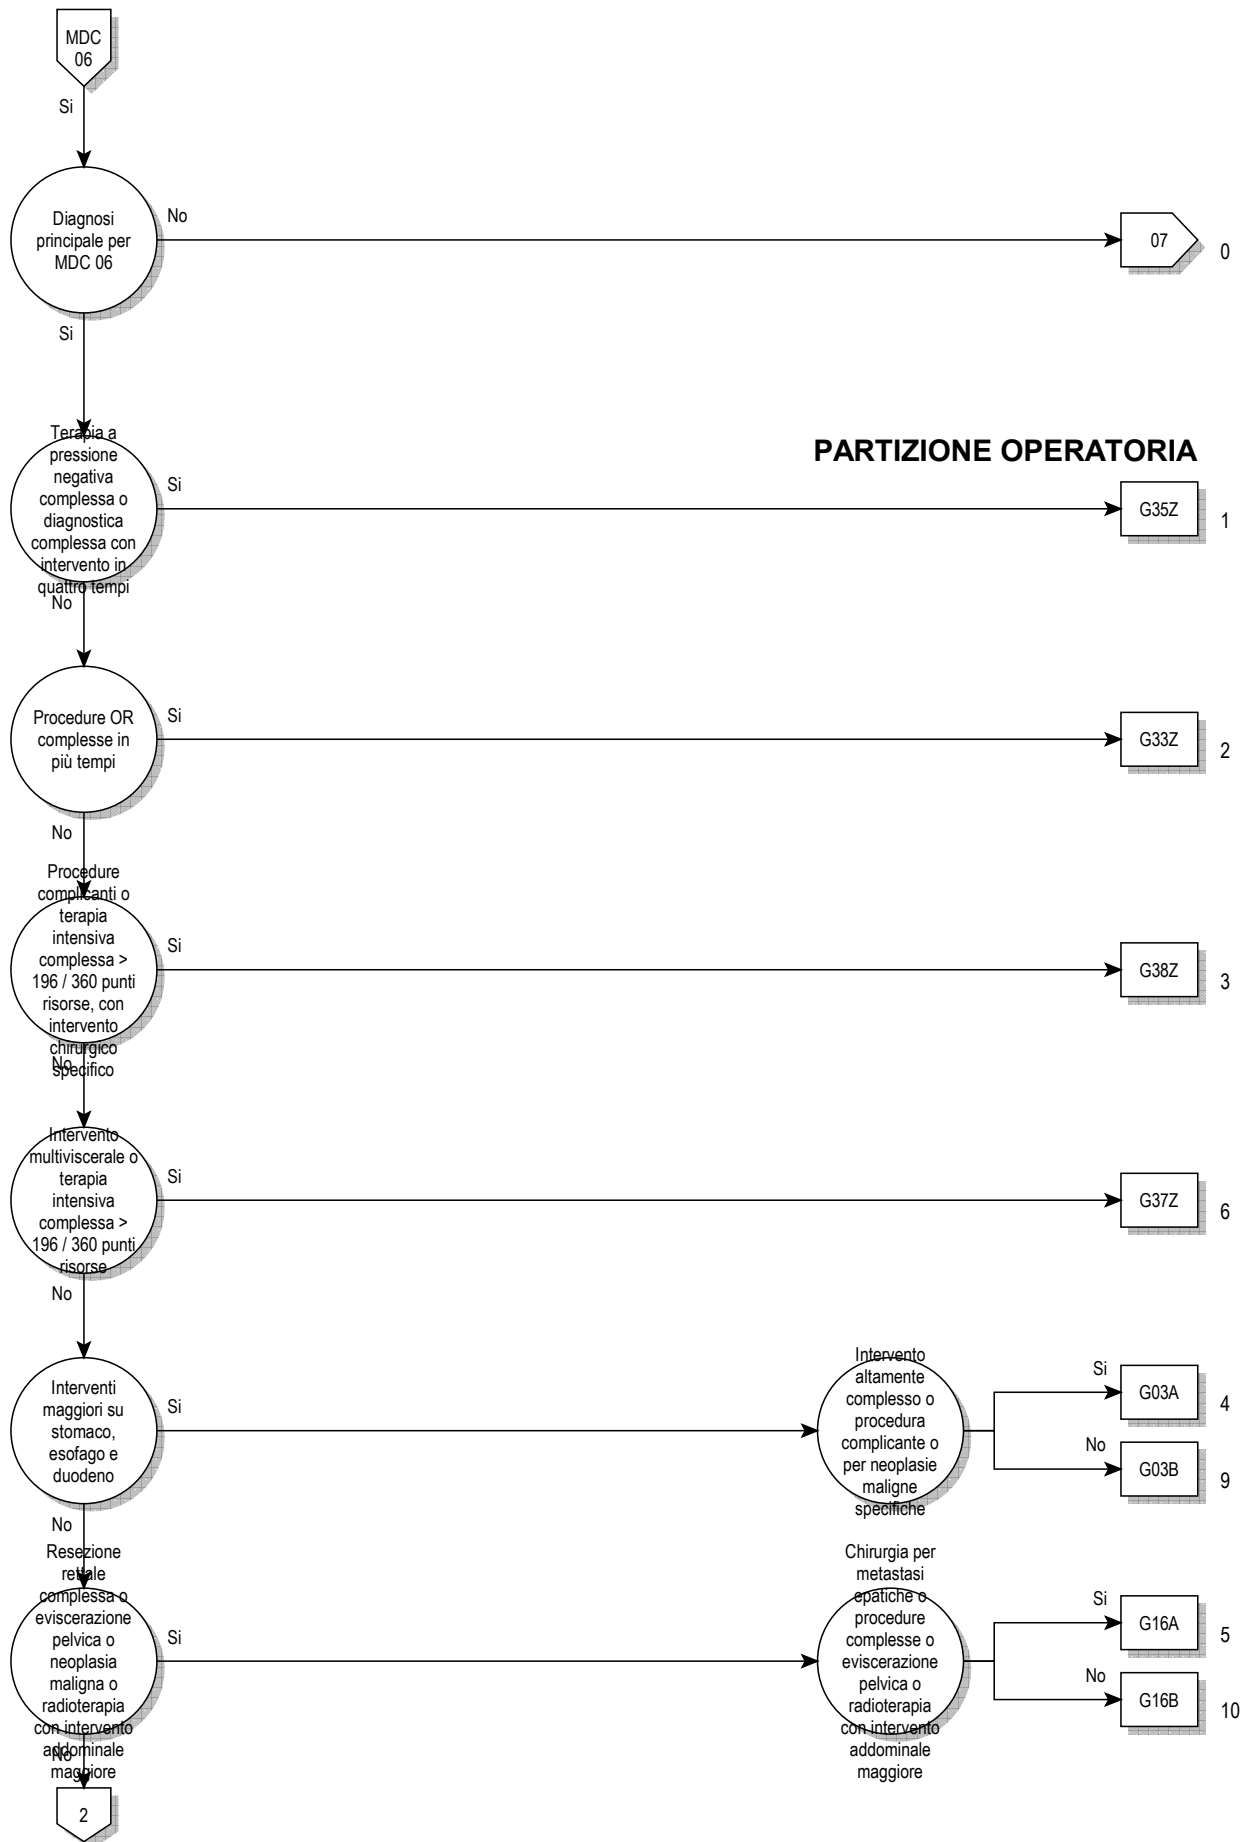 MDC
06
Si
Diagnosi
principale per
MDC 06
No
07
0
Si
PARTIZIONE OPERATORIA
Terapia a
pressione
negativa
complessa o
diagnostica
complessa con
intervento in
quattro tempi
Si
G35Z
1
No
Procedure OR
complesse in
più tempi
Si
G33Z
2
No
Procedure
complicanti o
terapia
intensiva
complessa >
196 / 360 punti
risorse, con
intervento
chirurgico
specifico
Si
G38Z
3
No
Intervento
multiviscerale o
terapia
intensiva
complessa >
196 / 360 punti
risorse
Si
G37Z
6
No
Interventi
maggiori su
stomaco,
esofago e
duodeno
Si
Intervento
altamente
complesso o
procedura
complicante o
per neoplasie
maligne
specifiche
Si
G03A
4
No
G03B
9
No
Resezione
rettale
complessa o
eviscerazione
pelvica o
neoplasia
maligna o
radioterapia
con intervento
addominale
maggiore
Si
Chirurgia per
metastasi
epatiche o
procedure
complesse o
eviscerazione
pelvica o
radioterapia
con intervento
addominale
maggiore
Si
G16A
5
No
G16B
10
No
2